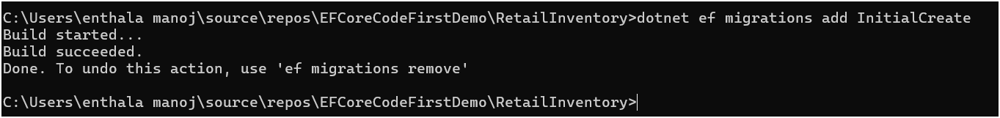 C:\Users\enthala manoj\source\repos\EFCoreCodeFirstDemo\RetailInventory>dotnet ef migrations add InitialCreate
Build started...
Build succeeded.
Done. To undo this action, use 'ef migrations remove'
C:\Users\enthala manoj\source\repos\EFCoreCodeFirstDemo\RetailInventory>